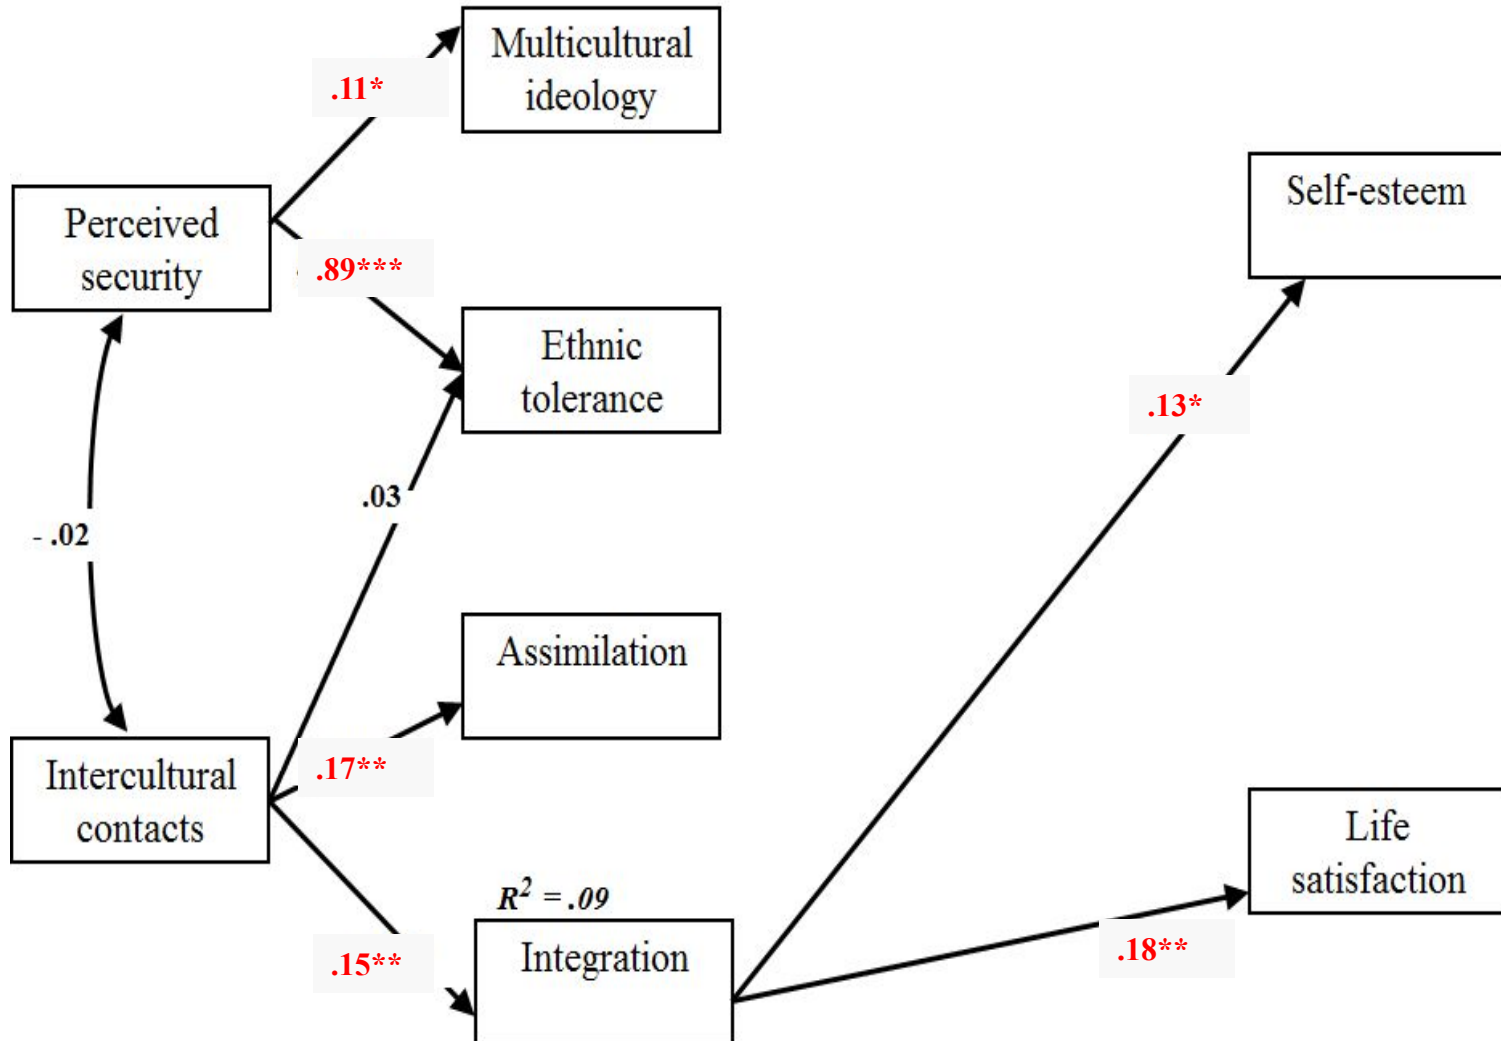 Multicultural
ideology
.11*
Perceived
security
Self-esteem
.89***
Ethnic
tolerance
.13*
.03
- .02
Assimilation
.17**
Intercultural
contacts
Life
satisfaction
R² = .09
Integration
.15**
.18**